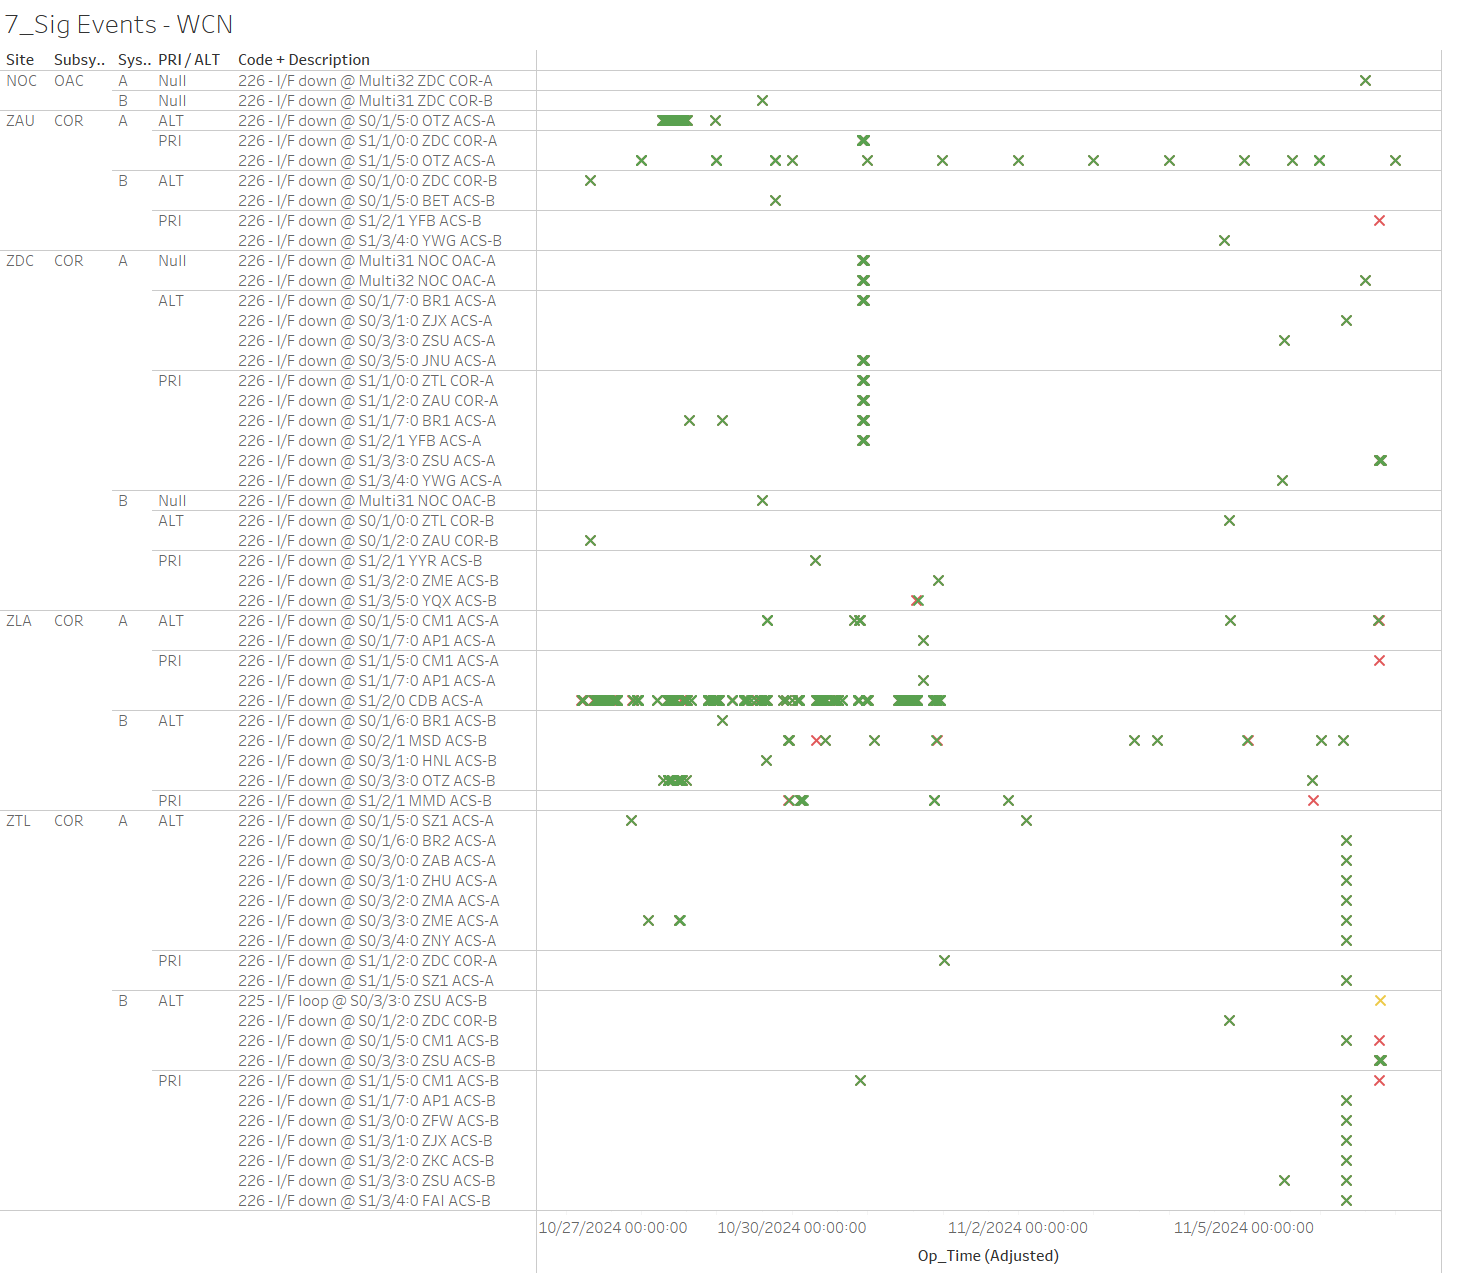 7_Sig Events - WCN
Site Subsy.. Sys.. PRI / ALT Code + Description
NOC OAC A Null 226 - I/F down @ Multi32 ZDC COR-A
B Null 226 - I/F down @ Multi31 ZDC COR-B
ZAU COR A ALT 226 - I/F down @ S0/1/5:0 OTZ ACS-A
PRI 226 - I/F down @ S1/1/0:0 ZDC COR-A
226 - I/F down @ S1/1/5:0 OTZ ACS-A
B ALT 226 - I/F down @ S0/1/0:0 ZDC COR-B
226 - I/F down @ S0/1/5:0 BET ACS-B
PRI 226 - I/F down @ S1/2/1 YFB ACS-B
226 - I/F down @ S1/3/4:0 YWG ACS-B
ZDC COR A Null 226 - I/F down @ Multi31 NOC OAC-A
226 - I/F down @ Multi32 NOC OAC-A
ALT 226 - I/F down @ S0/1/7:0 BR1 ACS-A
226 - I/F down @ S0/3/1:0 ZJX ACS-A
226 - I/F down @ S0/3/3:0 ZSU ACS-A
226 - I/F down @ S0/3/5:0 JNU ACS-A
PRI 226 - I/F down @ S1/1/0:0 ZTL COR-A
226 - I/F down @ S1/1/2:0 ZAU COR-A
226 - I/F down @ S1/1/7:0 BR1 ACS-A
226 - I/F down @ S1/2/1 YFB ACS-A
226 - I/F down @ S1/3/3:0 ZSU ACS-A
226 - I/F down @ S1/3/4:0 YWG ACS-A
B Null 226 - I/F down @ Multi31 NOC OAC-B
ALT 226 - I/F down @ S0/1/0:0 ZTL COR-B
226 - I/F down @ S0/1/2:0 ZAU COR-B
PRI 226 - I/F down @ S1/2/1 YYR ACS-B
226 - I/F down @ S1/3/2:0 ZME ACS-B
226 - I/F down @ S1/3/5:0 YQX ACS-B
ZLA COR A ALT 226 - I/F down @ S0/1/5:0 CM1 ACS-A
226 - I/F down @ S0/1/7:0 AP1 ACS-A
PRI 226 - I/F down @ S1/1/5:0 CM1 ACS-A
226 - I/F down @ S1/1/7:0 AP1 ACS-A
226 - I/F down @ S1/2/0 CDB ACS-A
B ALT 226 - I/F down @ S0/1/6:0 BR1 ACS-B
226 - I/F down @ S0/2/1 MSD ACS-B
226 - I/F down @ S0/3/1:0 HNL ACS-B
226 - I/F down @ S0/3/3:0 OTZ ACS-B
PRI 226 - I/F down @ S1/2/1 MMD ACS-B
ZTL COR A ALT 226 - I/F down @ S0/1/5:0 SZ1 ACS-A
226 - I/F down @ S0/1/6:0 BR2 ACS-A
226 - I/F down @ S0/3/0:0 ZAB ACS-A
226 - I/F down @ S0/3/1:0 ZHU ACS-A
226 - I/F down @ S0/3/2:0 ZMA ACS-A
226 - I/F down @ S0/3/3:0 ZME ACS-A
226 - I/F down @ S0/3/4:0 ZNY ACS-A
PRI 226 - I/F down @ S1/1/2:0 ZDC COR-A
226 - I/F down @ S1/1/5:0 SZ1 ACS-A
B ALT 225 - I/F loop @ S0/3/3:0 ZSU ACS-B
226 - I/F down @ S0/1/2:0 ZDC COR-B
226 - I/F down @ S0/1/5:0 CM1 ACS-B
226 - I/F down @ S0/3/3:0 ZSU ACS-B
PRI 226 - I/F down @ S1/1/5:0 CM1 ACS-B
226 - I/F down @ S1/1/7:0 AP1 ACS-B
226 - I/F down @ S1/3/0:0 ZFW ACS-B
226 - I/F down @ S1/3/1:0 ZJX ACS-B
226 - I/F down @ S1/3/2:0 ZKC ACS-B
226 - I/F down @ S1/3/3:0 ZSU ACS-B
226 - I/F down @ S1/3/4:0 FAI ACS-B
10/27/2024 00:00:00 10/30/2024 00:00:00 11/2/2024 00:00:00 11/5/2024 00:00:00
Op_Time (Adjusted)